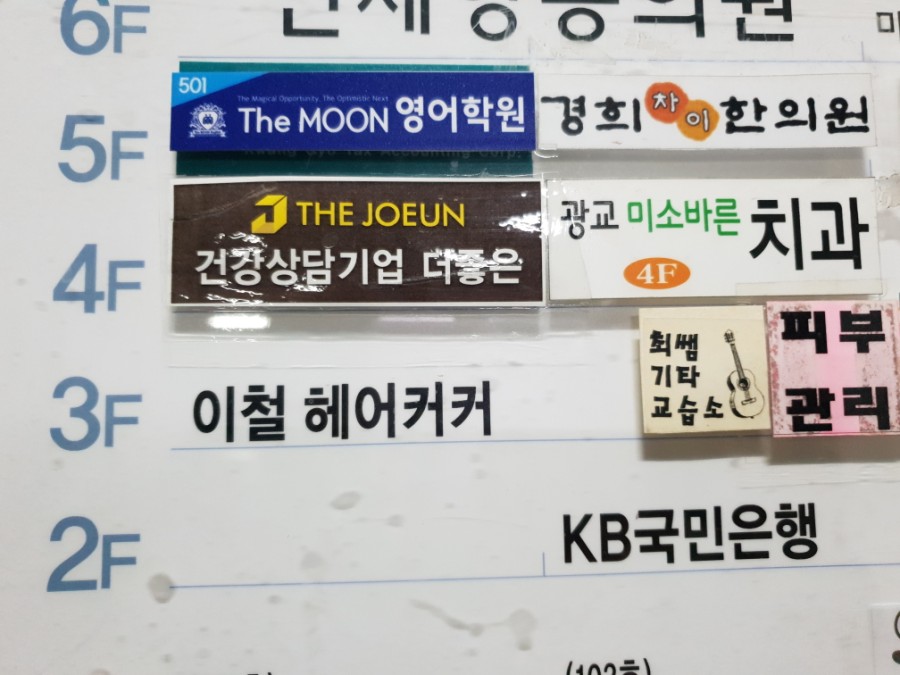 6F
5F
501
The Magical Opportunity, The Optimistic Next
The MOON 영어학원
경희 차이 한의원
4F
THE JOEUN
건강상담기업 더좋은
광교 미소바른 치과
4F
3F
이철 헤어커커
최쌤
기타
교습소
피부
관리
2F
KB국민은행